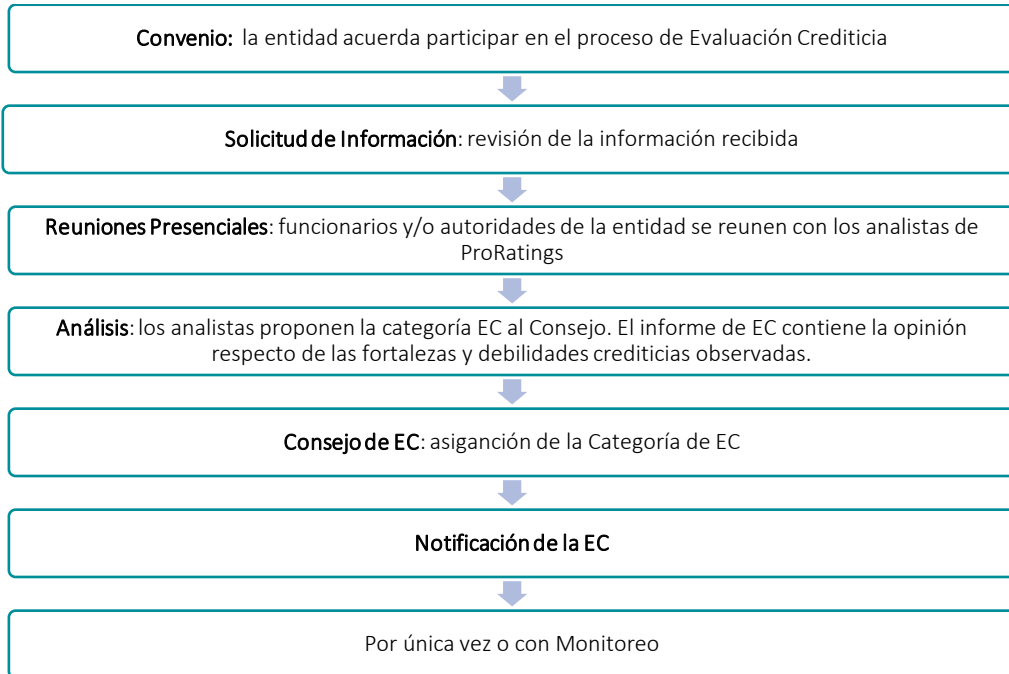 Convenio: la entidad acuerda participar en el proceso de Evaluación Crediticia
Solicitud de Información: revisión de la información recibida
Reuniones Presenciales: funcionarios y/o autoridades de la entidad se reunen con los analistas de
ProRatings
Análisis: los analistas proponen la categoría EC al Consejo. El informe de EC contiene la opinión
respecto de las fortalezas y debilidades crediticias observadas.
Consejo de EC: asigancción de la Categoría de EC
Notificación de la EC
Por única vez o con Monitoreo